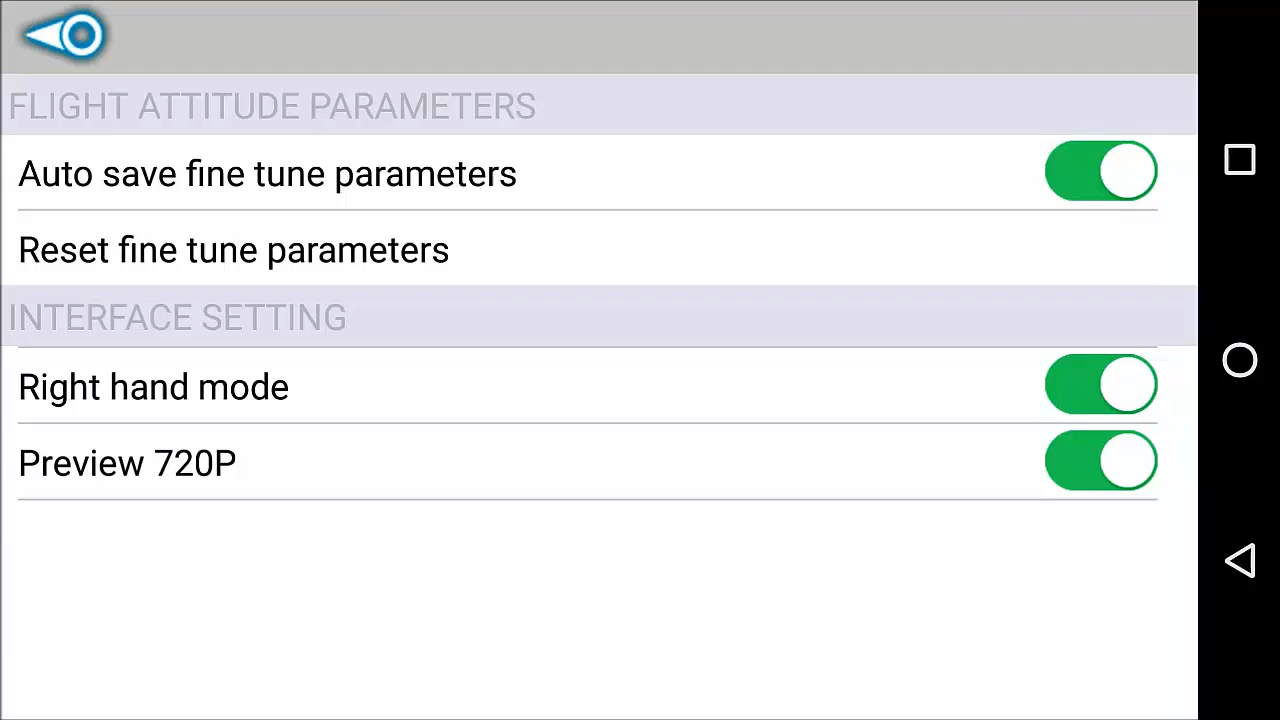 FLIGHT ATTITUDE PARAMETERS
Auto save fine tune parameters
Reset fine tune parameters
INTERFACE SETTING
Right hand mode
Preview 720P